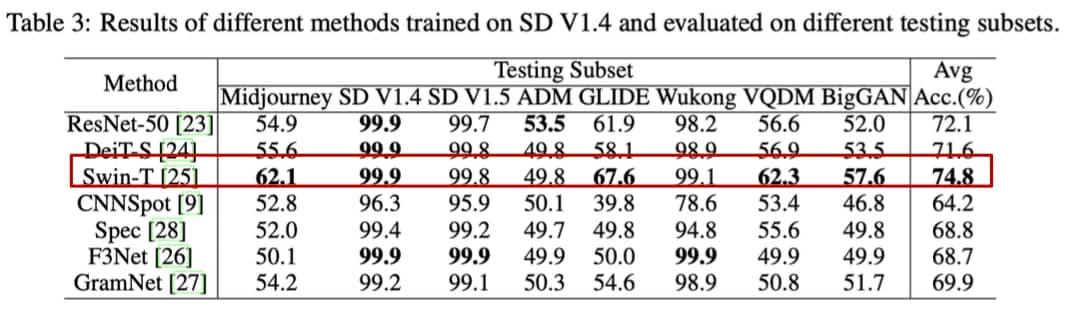 Table 3: Results of different methods trained on SD V1.4 and evaluated on different testing subsets.
Method Testing Subset Avg
Midjourney SD V1.4 SD V1.5 ADM GLIDE Wukong VQDM BigGAN Acc.(%)
ResNet-50 [23] 54.9 99.9 99.7 53.5 61.9 98.2 56.6 52.0 72.1
DeiT-S [24] 55.6 99.9 99.8 49.8 58.1 98.9 56.9 53.5 71.6
Swin-T [25] 62.1 99.9 99.8 49.8 67.6 99.1 62.3 57.6 74.8
CNNSpot [9] 52.8 96.3 95.9 50.1 39.8 78.6 53.4 46.8 64.2
Spec [28] 52.0 99.4 99.2 49.7 49.8 94.8 55.6 49.8 68.8
F3Net [26] 50.1 99.9 99.9 49.9 50.0 99.9 49.9 49.9 68.7
GramNet [27] 54.2 99.2 99.1 50.3 54.6 98.9 50.8 51.7 69.9